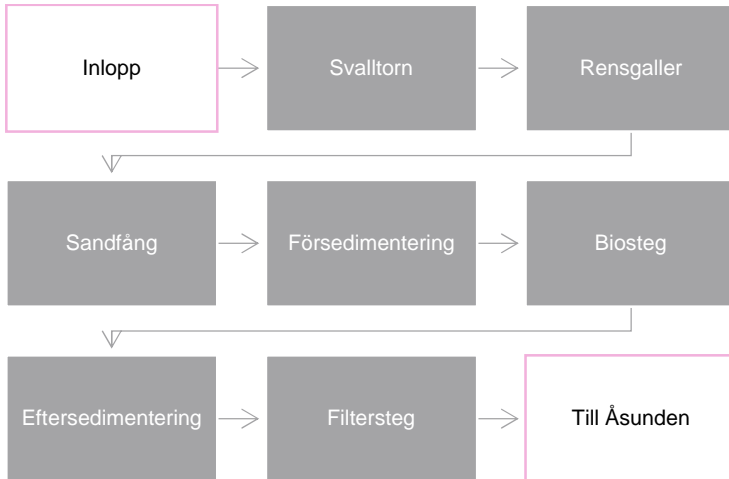 Inlopp
Svalltorn
Rensgaller
Sandfång
Försedimentering
Biosteg
Eftersedimentering
Filtersteg
Till Åsunden